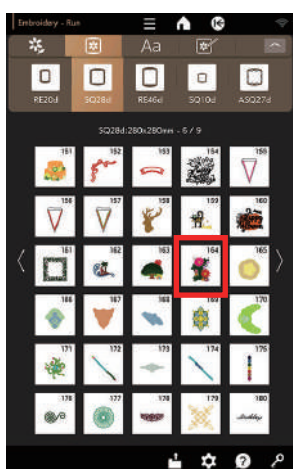 Embroidery - Run
Aa
RE20d SQ28d RE46d SQ10d ASQ27d
SQ28d:280x280mm - 6 / 9
151 152 153 154 155
156 157 158 159 160
161 162 163 164 165
166 167 168 169 170
171 172 173 174 175
176 177 178 179 180